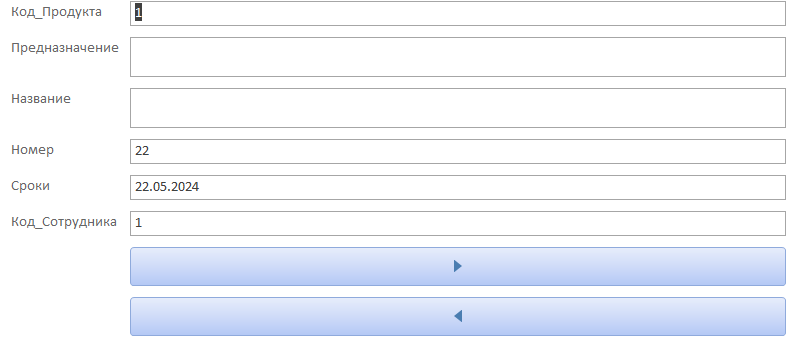 Код_Продукта 1
Предназначение
Название
Номер 22
Сроки 22.05.2024
Код_Сотрудника 1